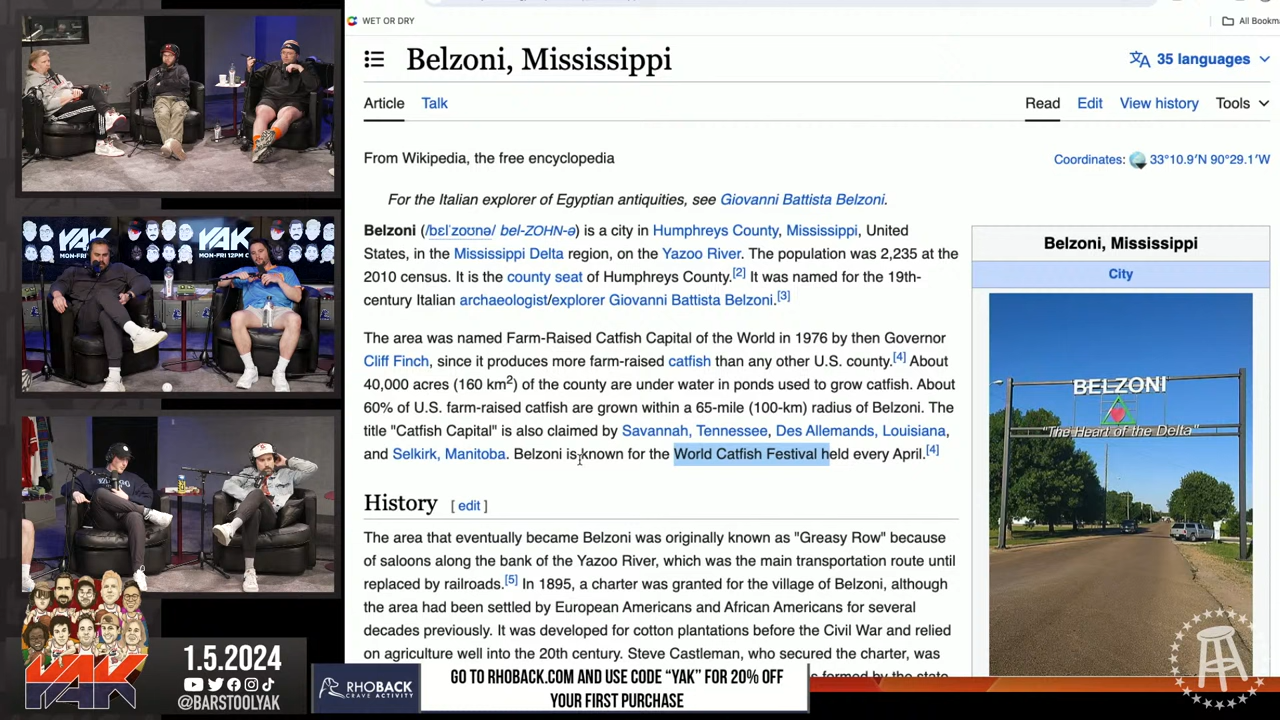 WET OR DRY
All Bookm
Belzoni, Mississippi
35 languages
Article Talk
Read Edit View history Tools
From Wikipedia, the free encyclopedia
Coordinates: 33°10.9′N 90°29.1′W
For the Italian explorer of Egyptian antiquities, see Giovanni Battista Belzoni.
Belzoni (/bɛlˈzoʊnə/ bel-ZOHN-ə) is a city in Humphreys County, Mississippi, United
States, in the Mississippi Delta region, on the Yazoo River. The population was 2,235 at the
2010 census. It is the county seat of Humphreys County.[2] It was named for the 19th-
century Italian archaeologist/explorer Giovanni Battista Belzoni.[3]
The area was named Farm-Raised Catfish Capital of the World in 1976 by then Governor
Cliff Finch, since it produces more farm-raised catfish than any other U.S. county.[4] About
40,000 acres (160 km2) of the county are under water in ponds used to grow catfish. About
60% of U.S. farm-raised catfish are grown within a 65-mile (100-km) radius of Belzoni. The
title "Catfish Capital" is also claimed by Savannah, Tennessee, Des Allemands, Louisiana,
and Selkirk, Manitoba. Belzoni is known for the World Catfish Festival held every April.[4]
History [ edit ]
The area that eventually became Belzoni was originally known as "Greasy Row" because
of saloons along the bank of the Yazoo River, which was the main transportation route until
replaced by railroads.[5] In 1895, a charter was granted for the village of Belzoni, although
the area had been settled by European Americans and African Americans for several
decades previously. It was developed for cotton plantations before the Civil War and relied
on agriculture well into the 20th century. Steve Castleman, who secured the charter, was
s formed by the state
Belzoni, Mississippi
City
BELZONI
"The Heart of the Delta"
YAK
MON-FRI
YAK
MON-FRI 12PM C
YAK
1.5.2024
@BARSTOOLYAK
RHOBACK
CRAVE ACTIVITY
GO TO RHOBACK.COM AND USE CODE “YAK” FOR 20% OFF
YOUR FIRST PURCHASE